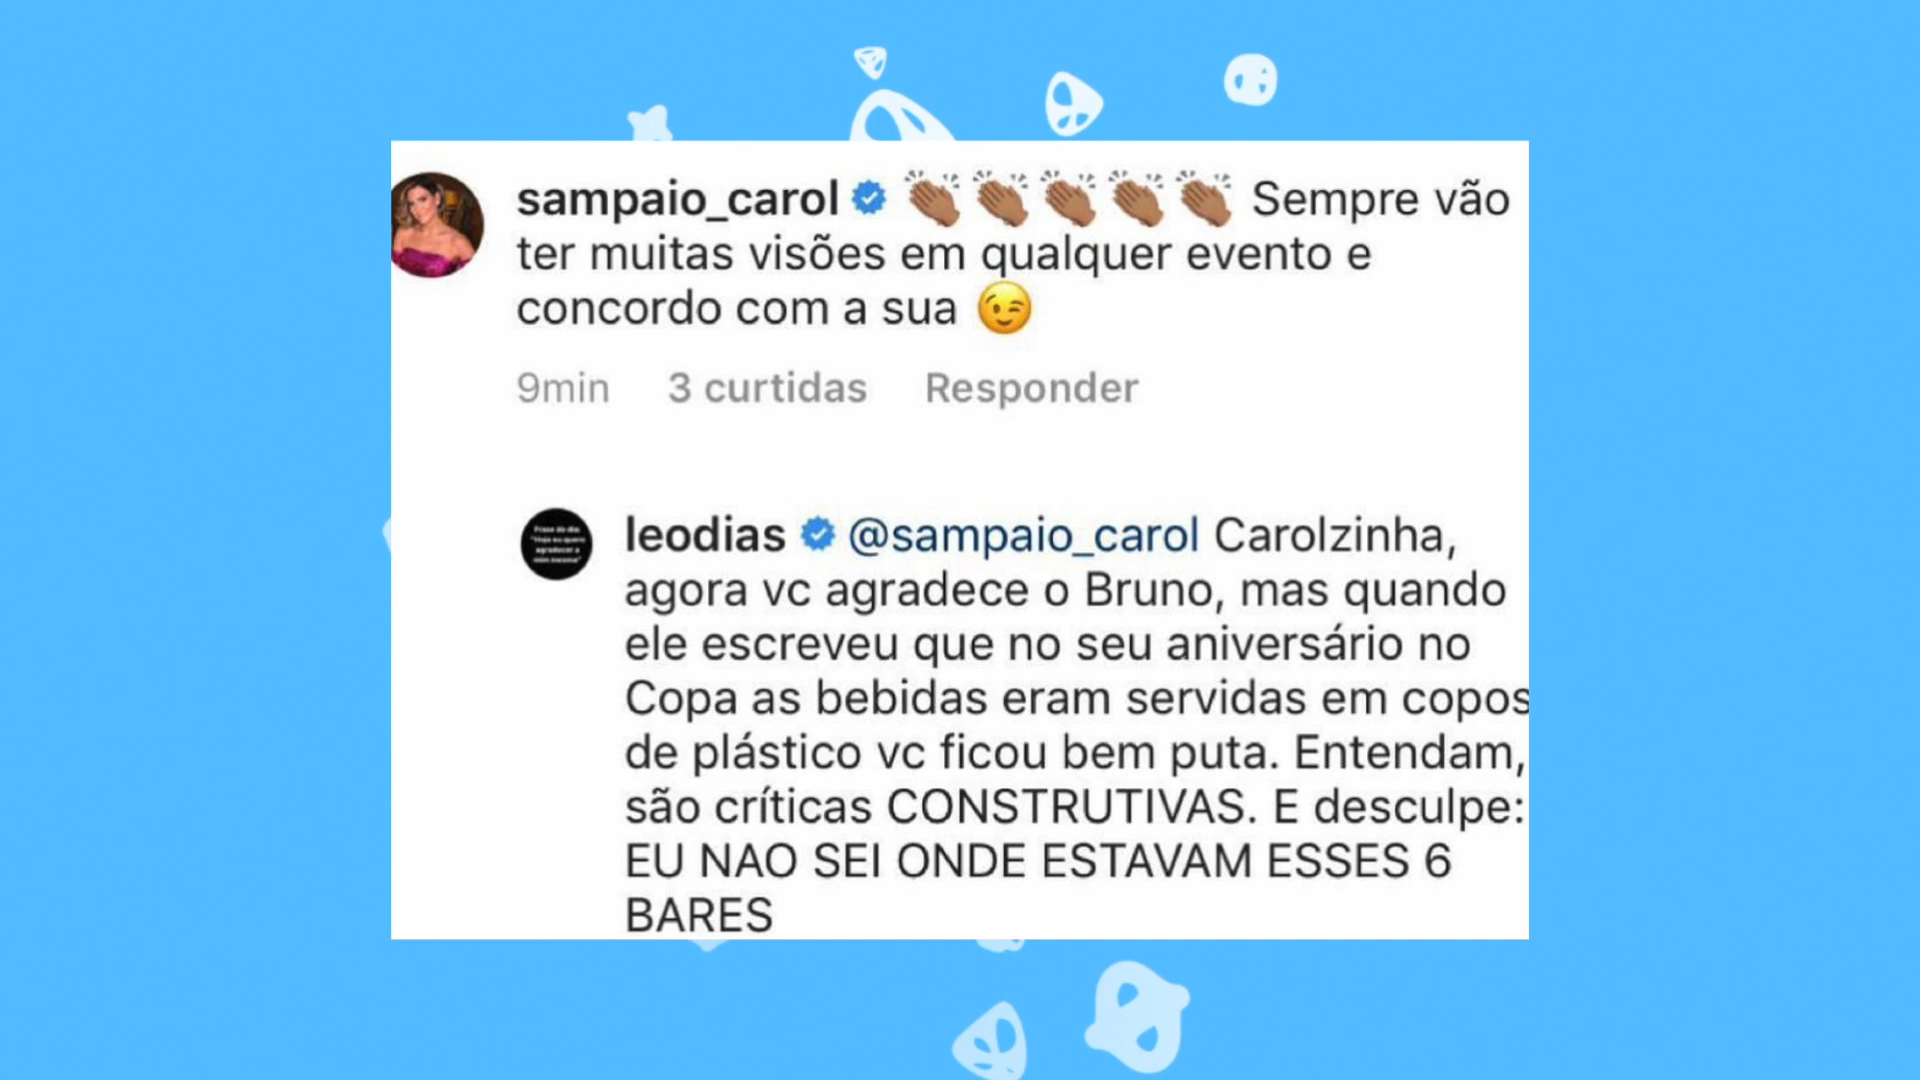 sampaio_carol 👏🏽👏🏽👏🏽👏🏽👏🏽 Sempre vão
ter muitas visões em qualquer evento e
concordo com a sua 😉
9min 3 curtidas Responder
leodias @sampaio_carol Carolzinha,
agora vc agradece o Bruno, mas quando
ele escreveu que no seu aniversário no
Copa as bebidas eram servidas em copos
de plástico vc ficou bem puta. Entendam,
são críticas CONSTRUTIVAS. E desculpe:
EU NAO SEI ONDE ESTAVAM ESSES 6
BARES